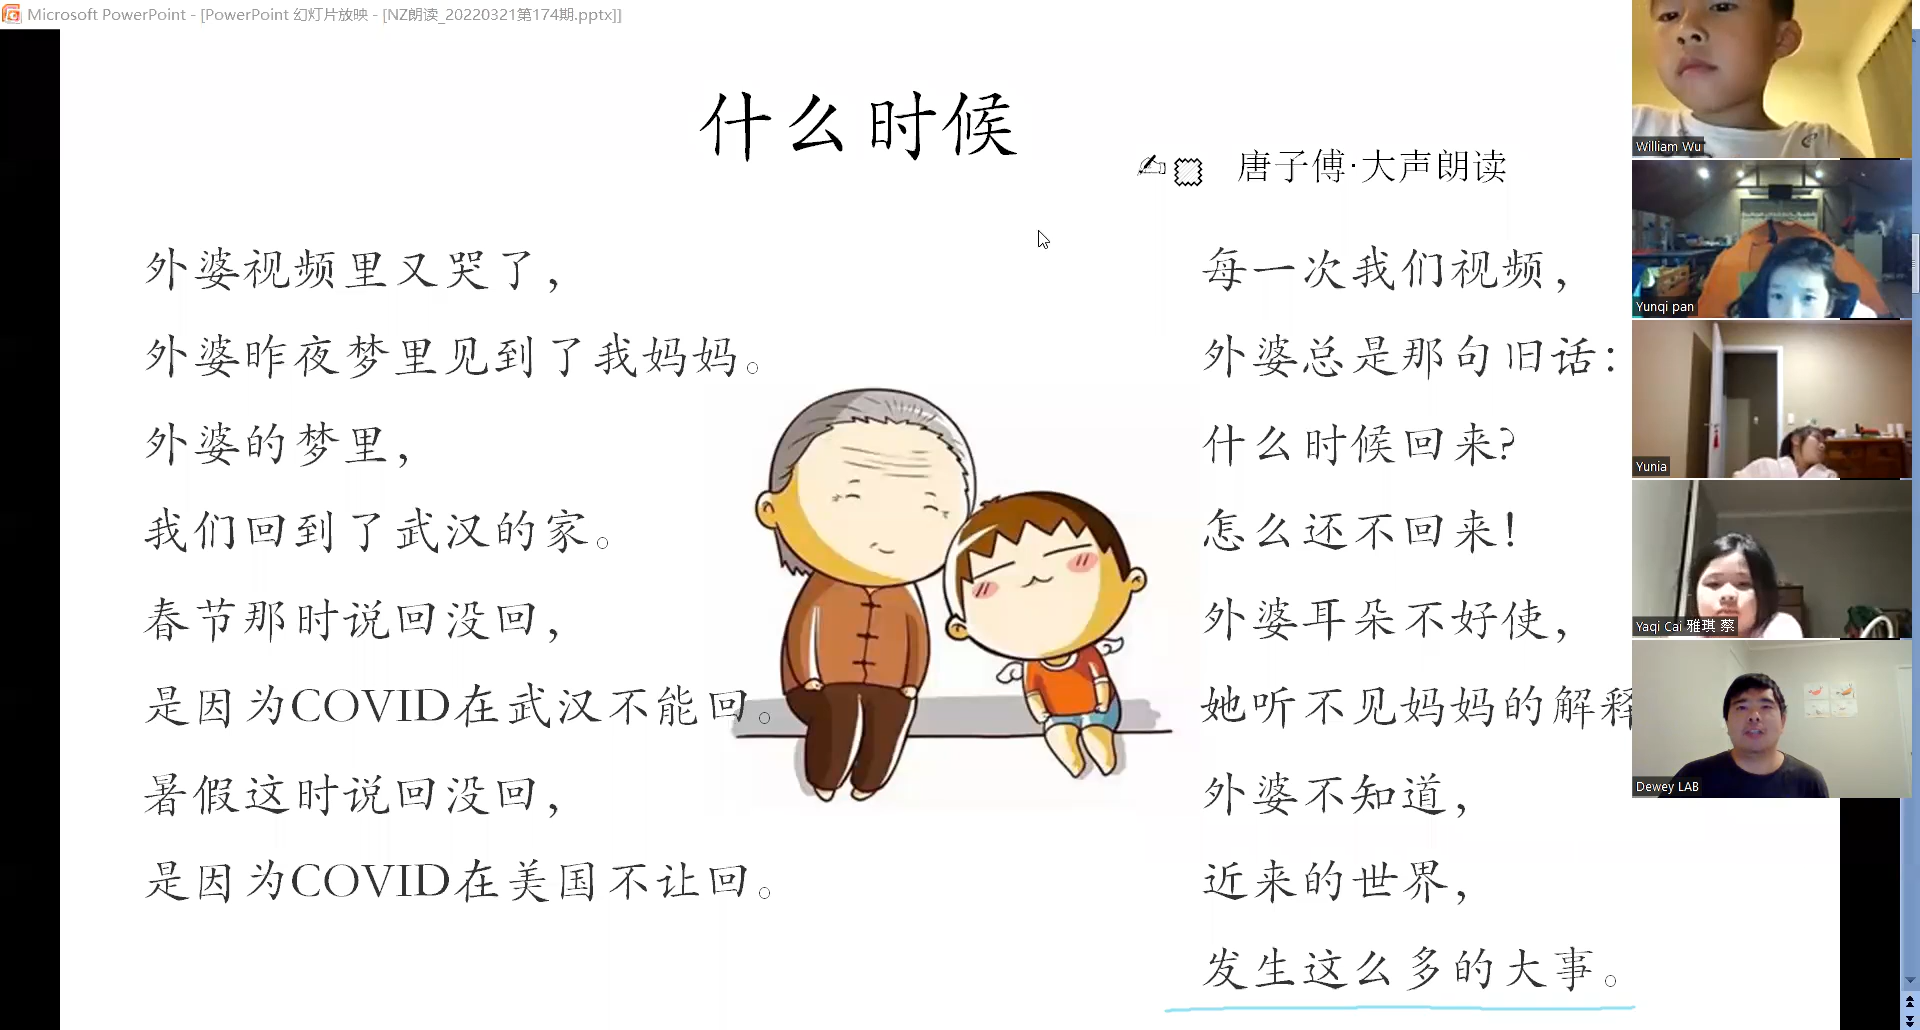 Microsoft PowerPoint - [PowerPoint 幻灯片放映 - [NZ朗读_20220321第174期.pptx]]
什么时候
唐子傅·大声朗读
外婆视频里又哭了，
外婆昨夜梦里见到了我妈妈。
外婆的梦里，
我们回到了武汉的家。
春节那时说回没回，
是因为COVID在武汉不能回。
暑假这时说回没回，
是因为COVID在美国不让回。
每一次我们视频，
外婆总是那句旧话：
什么时候回来?
怎么还不回来!
外婆耳朵不好使，
她听不见妈妈的解释
外婆不知道，
近来的世界，
发生这么多的大事。
William Wu
Yunqi pan
Yunia
Yaqi Cai 雅琪 蔡
Dewey LAB